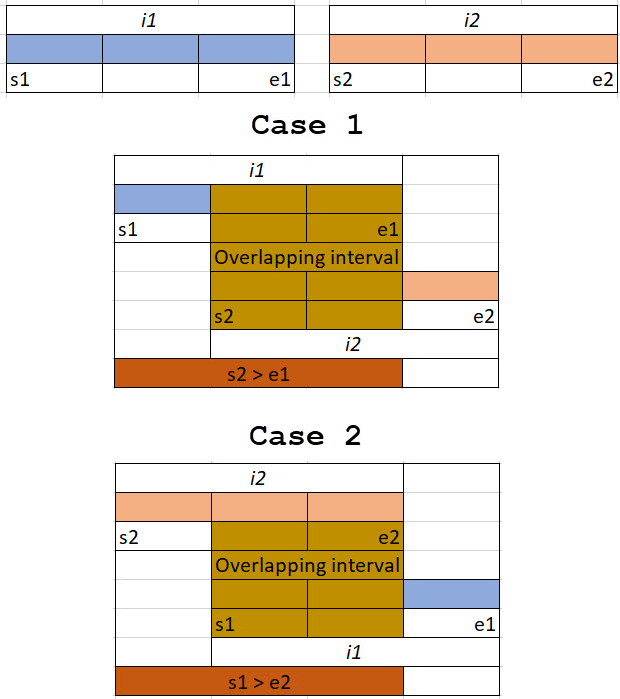 i1 i2
s1 e1 s2 e2
Case 1
i1
s1 e1
Overlapping interval
s2 e2
i2
s2 > e1
Case 2
i2
s2 e2
Overlapping interval
s1 e1
i1
s1 > e2